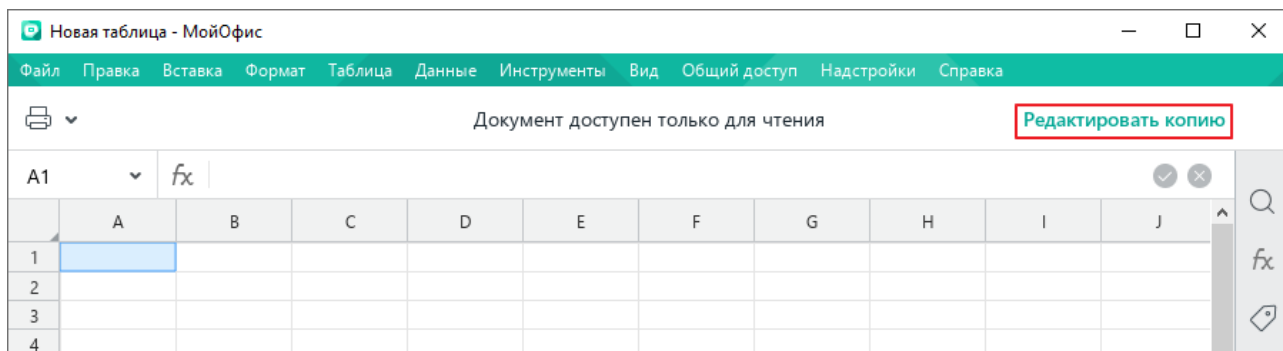 Новая таблица - МойОфис
Файл Правка Вставка Формат Таблица Данные Инструменты Вид Общий доступ Надстройки Справка
Документ доступен только для чтения Редактировать копию
A1 fx
A B C D E F G H I J
1
2
3
4
fx